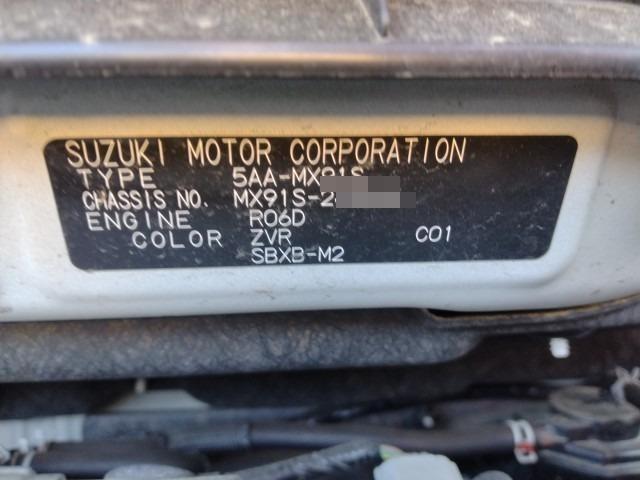 SUZUKI MOTOR CORPORATION
TYPE 5AA-MX91S
CHASSIS NO. MX91S-2
ENGINE R06D
COLOR ZVR C01
SBXB-M2